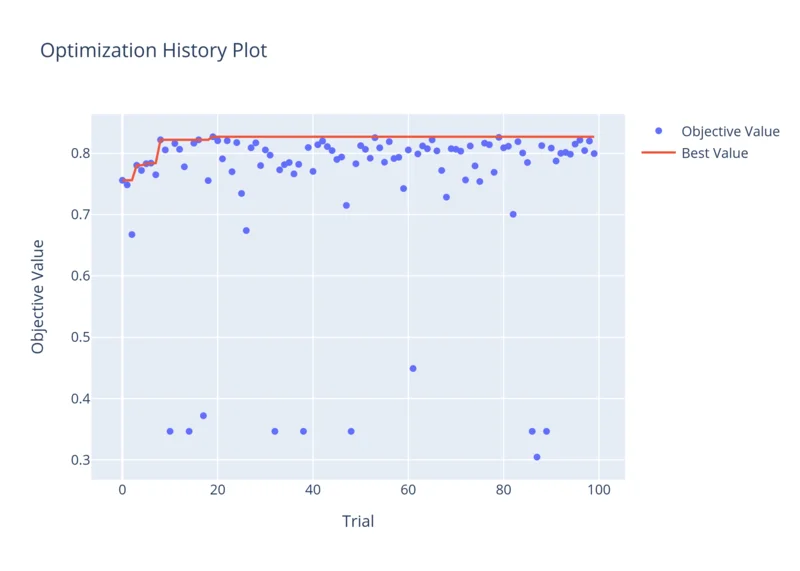 Optimization History Plot
Objective Value
Best Value
0.8
0.7
0.6
0.5
0.4
0.3
Objective Value
0
20
40
60
80
100
Trial